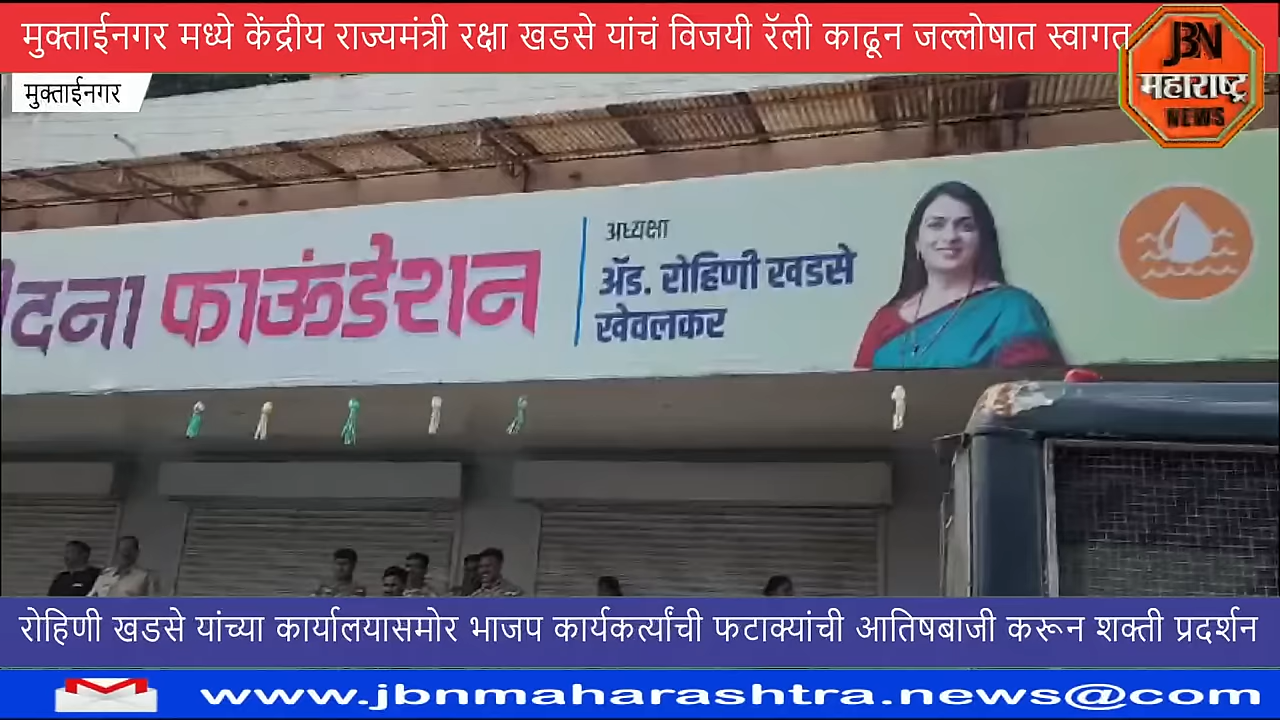 मुक्ताईनगर मध्ये केंद्रीय राज्यमंत्री रक्षा खडसे यांचं विजयी रॅली काढून जल्लोषात स्वागत
JBN
महाराष्ट्र
NEWS
मुक्ताईनगर
फाऊंडेशन
अध्यक्षा
ॲड. रोहिणी खडसे
खेवलकर
रोहिणी खडसे यांच्या कार्यालयासमोर भाजप कार्यकर्त्यांची फटाक्यांची आतिषबाजी करून शक्ती प्रदर्शन
www.jbnmaharashtra.news@com